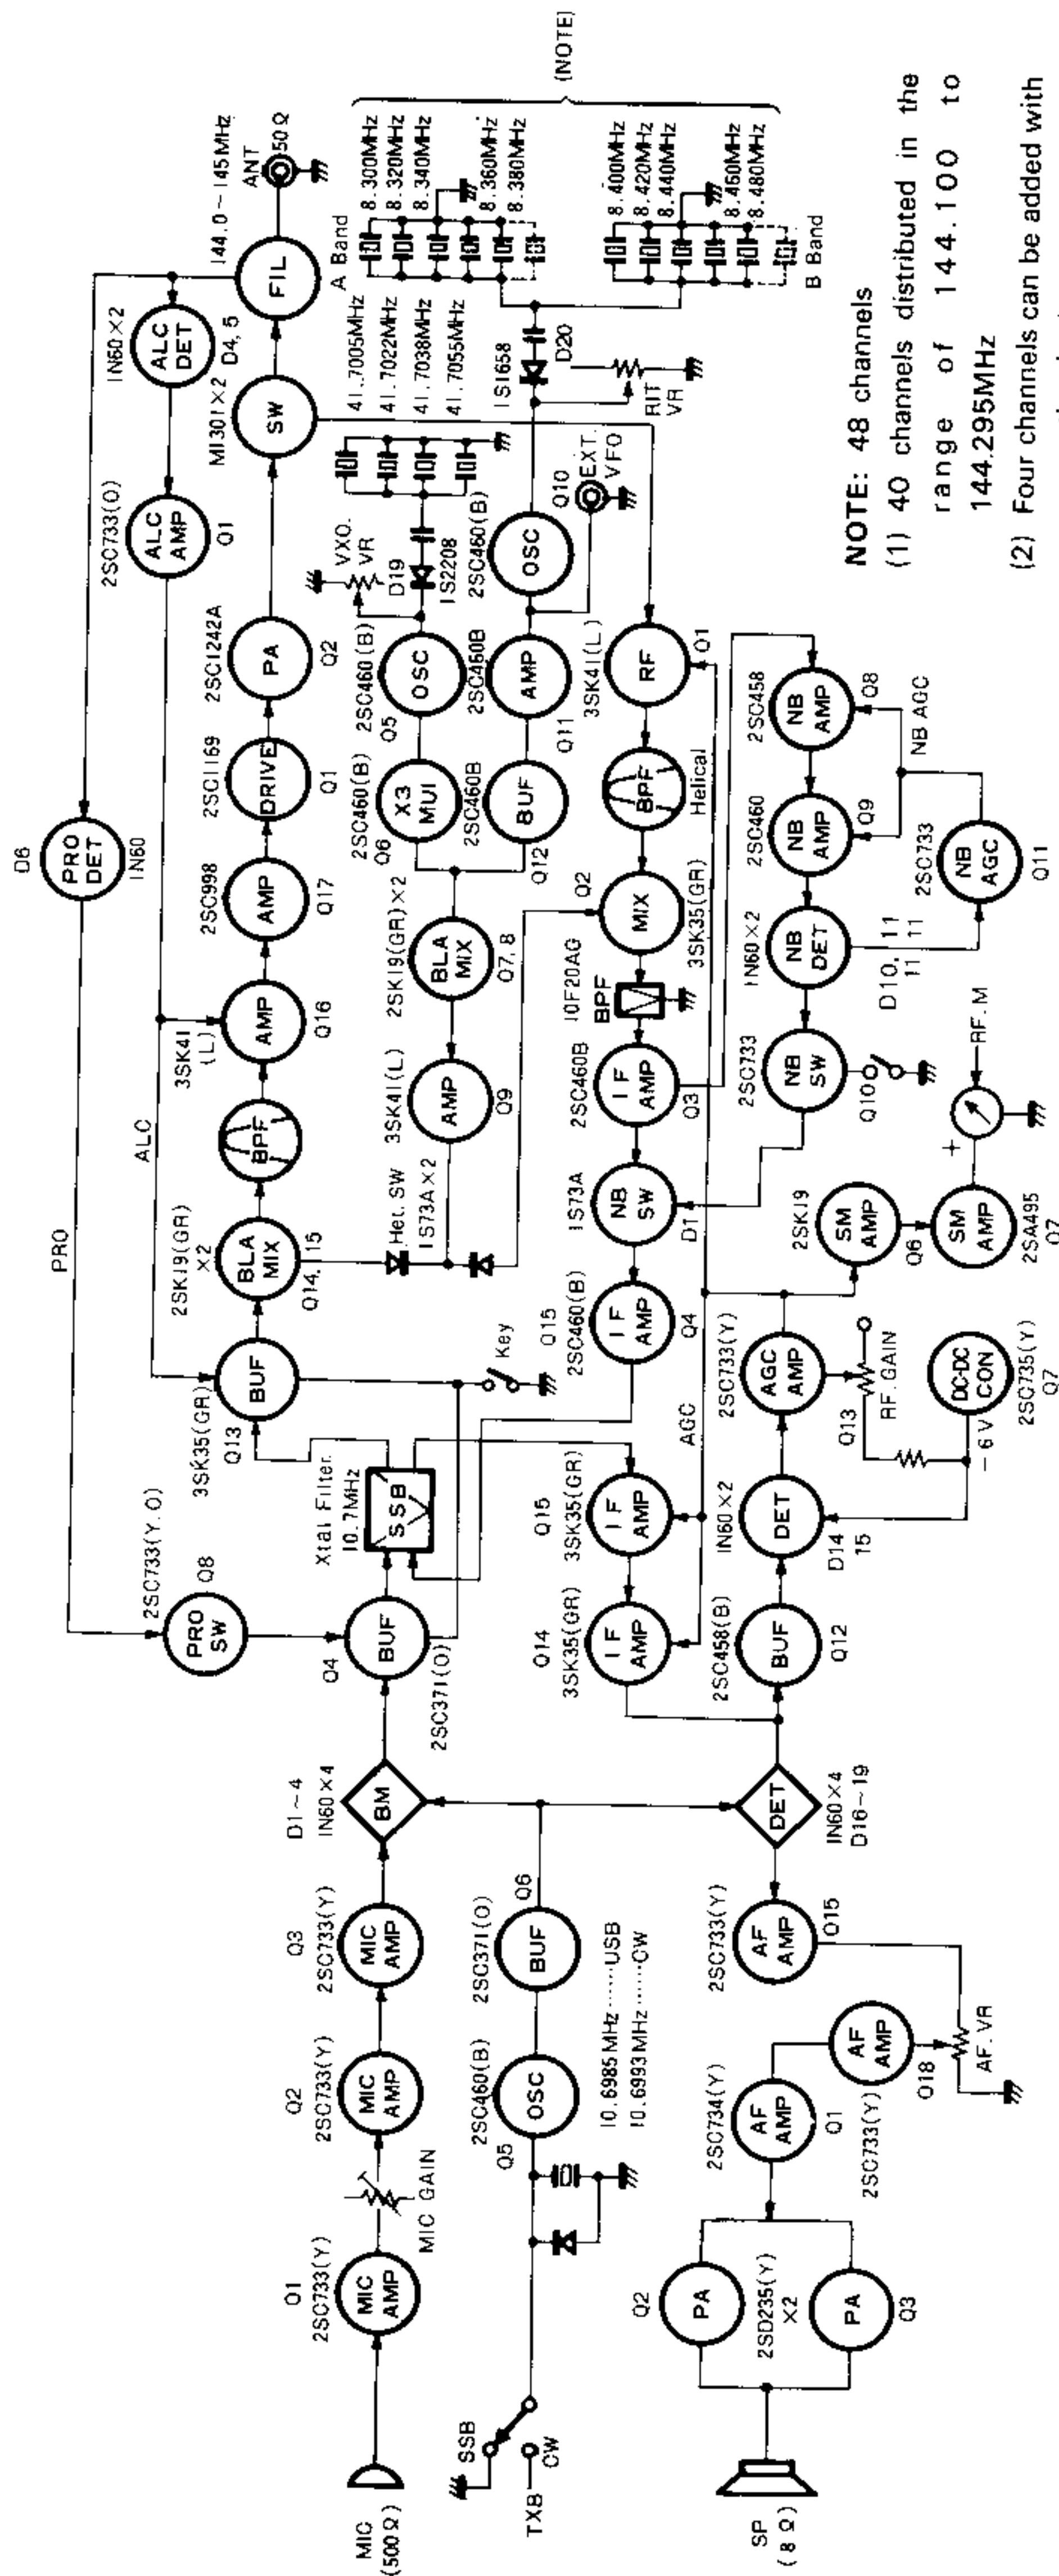 D6
PRO
DET
IN60
PRO
IN60×2
ALC
DET
D4, 5
144.0~145MHz
ANT
50Ω
FIL
2SC733(O)
ALC
AMP
Q1
MI301×2
SW
ALC
2SC733(Y.O)
PRO
SW
Q8
3SK35(GR)
Q13
BUF
2SK19(GR)
×2
BLA
MIX
Q14, 15
BPF
3SK41
(L)
AMP
Q16
2SC998
AMP
Q17
2SC1169
DRIVE
Q1
2SC1242A
PA
Q2
Q1
2SC733(Y)
MIC
AMP
MIC GAIN
Q2
2SC733(Y)
MIC
AMP
Q3
2SC733(Y)
MIC
AMP
D1~4
IN60×4
BM
Q4
BUF
2SC371(O)
Xtal Filter
10.7MHz
SSB
Key
Het. SW
1S73A×2
MIC
(500Ω)
SSB
CW
TXB
Q5
2SC460(B)
OSC
2SC371(O)
BUF
Q6
10.6985MHz······USB
10.6993MHz······CW
3SK41(L)
AMP
Q9
2SK19(GR)×2
BLA
MIX
Q7, 8
2SC460(B)
Q6
X3
MUI
2SC460(B)
Q5
OSC
VXO.
VR
D19
1S2208
41.7005MHz
41.7022MHz
41.7038MHz
41.7055MHz
2SC460B
BUF
Q12
2SC460B
AMP
Q11
2SC460(B)
OSC
Q10
EXT.
VFO
1S1658
D20
RIT
VR
A Band
8.300MHz
8.320MHz
8.340MHz
8.360MHz
8.380MHz
8.400MHz
8.420MHz
8.440MHz
8.460MHz
8.480MHz
B Band
(NOTE)
3SK41(L)
RF
Q1
BPF
Helical
Q2
MIX
3SK35(GR)
10F20AG
BPF
2SC460B
IF
AMP
Q3
1S73A
NB
SW
D1
Q15
2SC460(B)
IF
AMP
Q4
AGC
Q15
3SK35(GR)
IF
AMP
Q14
3SK35(GR)
IF
AMP
2SC458
NB
AMP
Q8
NB AGC
2SC460
NB
AMP
Q9
2SC733
NB
AGC
Q11
IN60×2
NB
DET
D10, 11
11 11
2SC733
NB
SW
Q10
SP
(8Ω)
Q2
PA
2SD235(Y)
×2
PA
Q3
2SC734(Y)
AF
AMP
Q1
2SC733(Y)
AF
AMP
Q18
AF. VR
2SC733(Y)
AF
AMP
Q15
DET
IN60×4
D16~19
2SC458(B)
BUF
Q12
IN60×2
DET
D14
15
2SC733(Y)
AGC
AMP
Q13
RF. GAIN
−6V
DC-DC
CON
2SC735(Y)
Q7
2SK19
SM
AMP
Q6
SM
AMP
2SA495
Q7
+
RF. M
NOTE: 48 channels
(1) 40 channels distributed in the
range of 144.100 to
144.295MHz
(2) Four channels can be added with